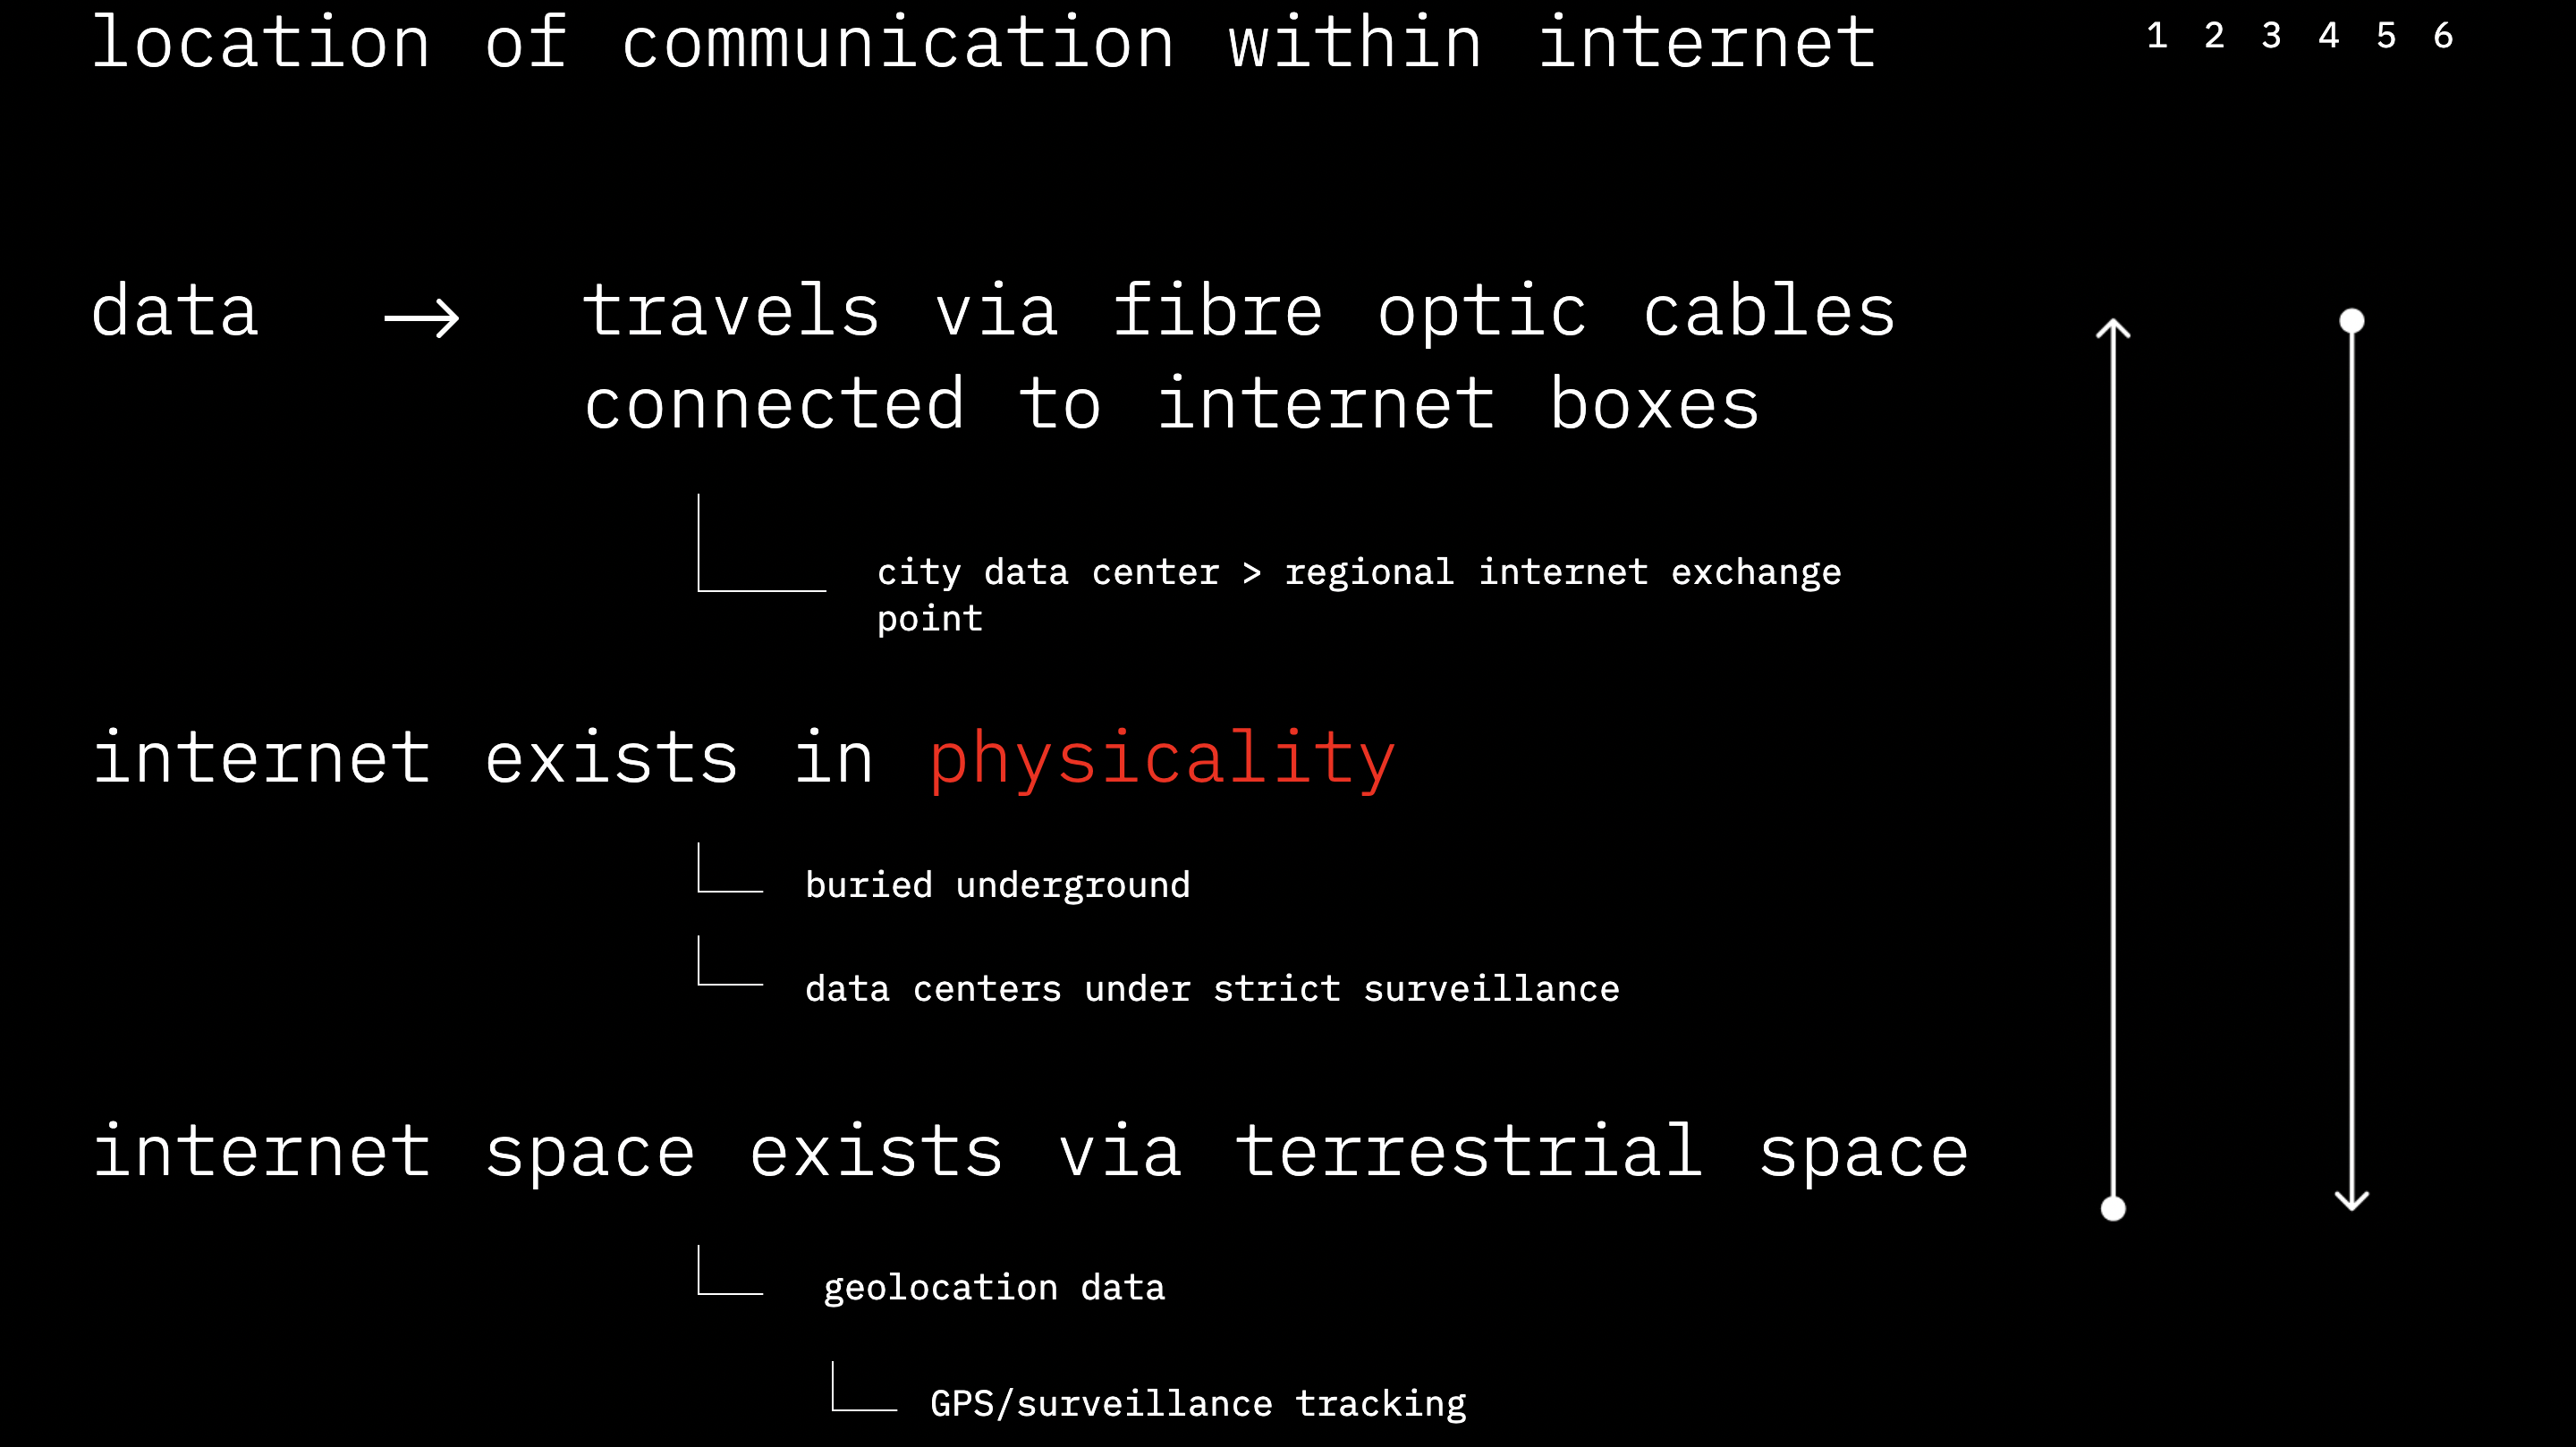 location of communication within internet
1 2 3 4 5 6
data → travels via fibre optic cables
connected to internet boxes
city data center > regional internet exchange
point
internet exists in physicality
buried underground
data centers under strict surveillance
internet space exists via terrestrial space
geolocation data
GPS/surveillance tracking